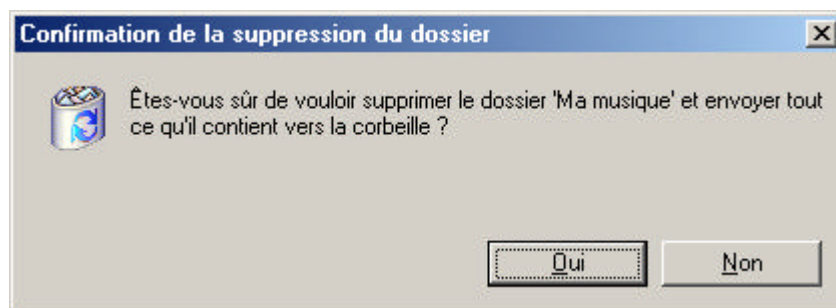 Confirmation de la suppression du dossier
Êtes-vous sûr de vouloir supprimer le dossier 'Ma musique' et envoyer tout
ce qu'il contient vers la corbeille ?
Oui
Non